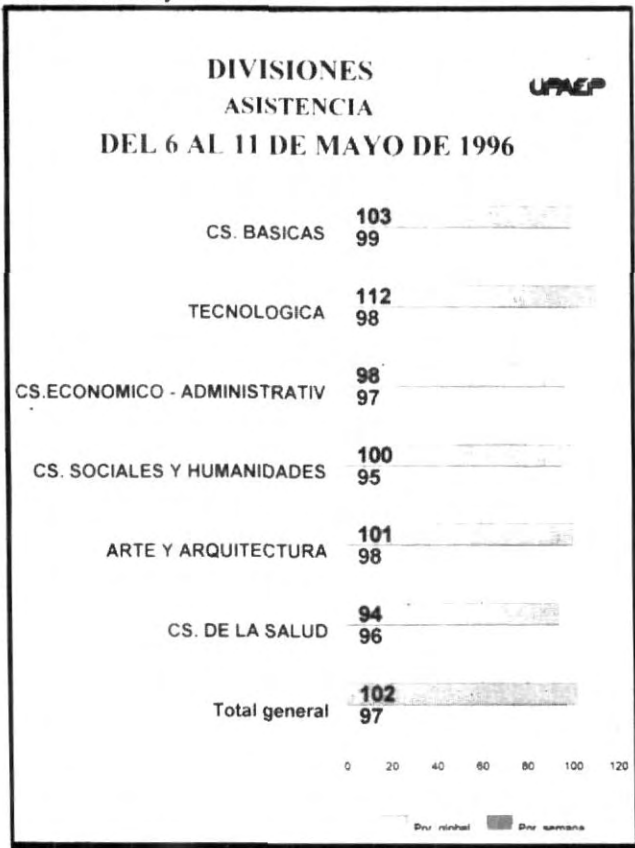 DIVISIONES
UPAEP
ASISTENCIA
DEL 6 AL 11 DE MAYO DE 1996
CS. BASICAS
103
99
TECNOLOGICA
112
98
CS.ECONOMICO - ADMINISTRATIV
98
97
CS. SOCIALES Y HUMANIDADES
100
95
ARTE Y ARQUITECTURA
101
98
CS. DE LA SALUD
94
96
Total general
102
97
0 20 40 60 80 100 120
Por global Por semana